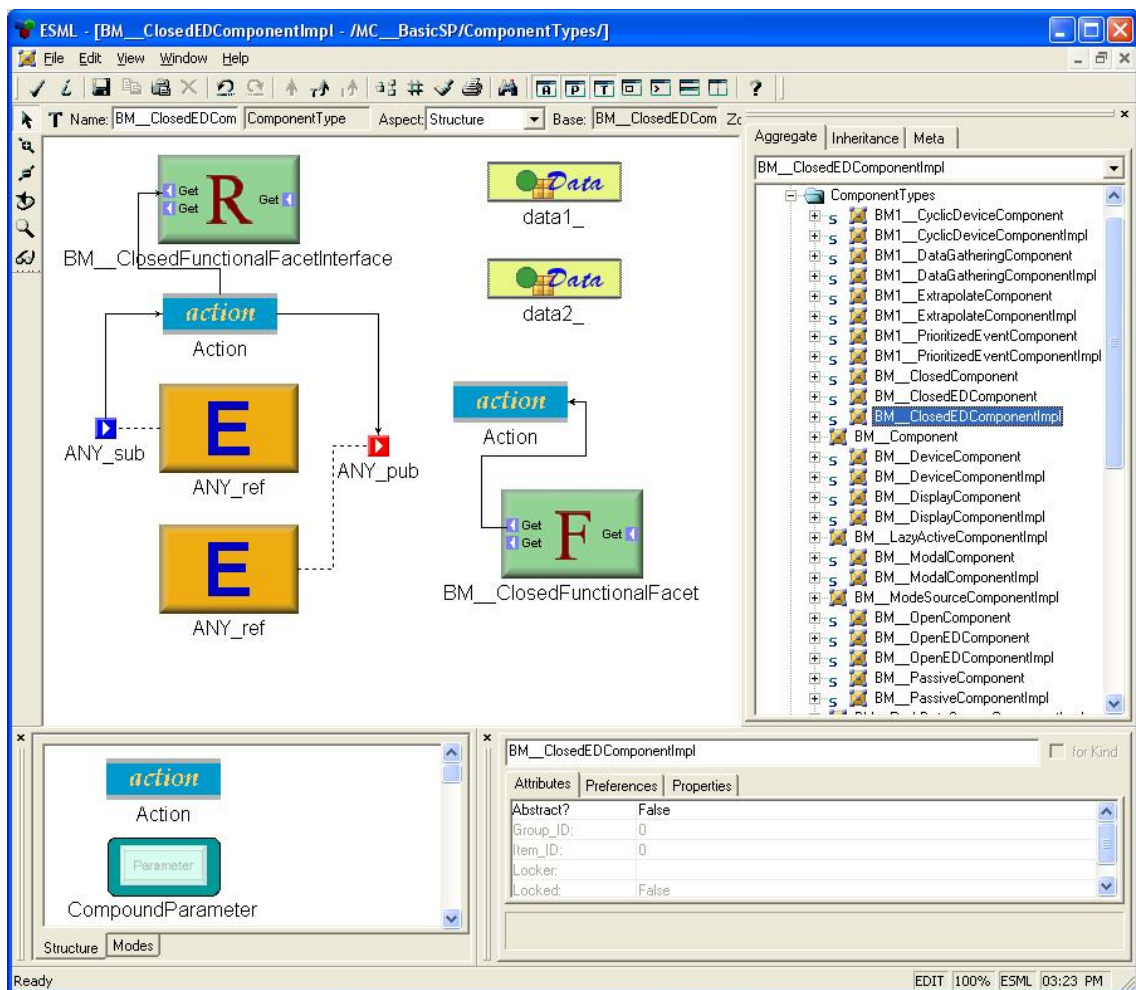 ESML - [BM__ClosedEDComponentImpl - /MC__BasicSP/ComponentTypes/]
File Edit View Window Help
Name: BM__ClosedEDCom ComponentType Aspect: Structure Base: BM__ClosedEDCom Zo
R
Get
Get
Get
BM__ClosedFunctionalFacetInterface
Data
data1_
Data
data2_
action
Action
E
ANY_sub
ANY_ref
ANY_pub
E
ANY_ref
action
Action
F
Get
Get
Get
BM__ClosedFunctionalFacet
Aggregate Inheritance Meta
BM__ClosedEDComponentImpl
ComponentTypes
BM1__CyclicDeviceComponent
BM1__CyclicDeviceComponentImpl
BM1__DataGatheringComponent
BM1__DataGatheringComponentImpl
BM1__ExtrapolateComponent
BM1__ExtrapolateComponentImpl
BM1__PrioritizedEventComponent
BM1__PrioritizedEventComponentImpl
BM__ClosedComponent
BM__ClosedEDComponent
BM__ClosedEDComponentImpl
BM__Component
BM__DeviceComponent
BM__DeviceComponentImpl
BM__DisplayComponent
BM__DisplayComponentImpl
BM__LazyActiveComponentImpl
BM__ModalComponent
BM__ModalComponentImpl
BM__ModeSourceComponentImpl
BM__OpenComponent
BM__OpenEDComponent
BM__OpenEDComponentImpl
BM__PassiveComponent
BM__PassiveComponentImpl
action
Action
Parameter
CompoundParameter
Structure Modes
BM__ClosedEDComponentImpl for Kind
Attributes Preferences Properties
Abstract? False
Group_ID: 0
Item_ID: 0
Locker:
Locked: False
Ready EDIT 100% ESML 03:23 PM